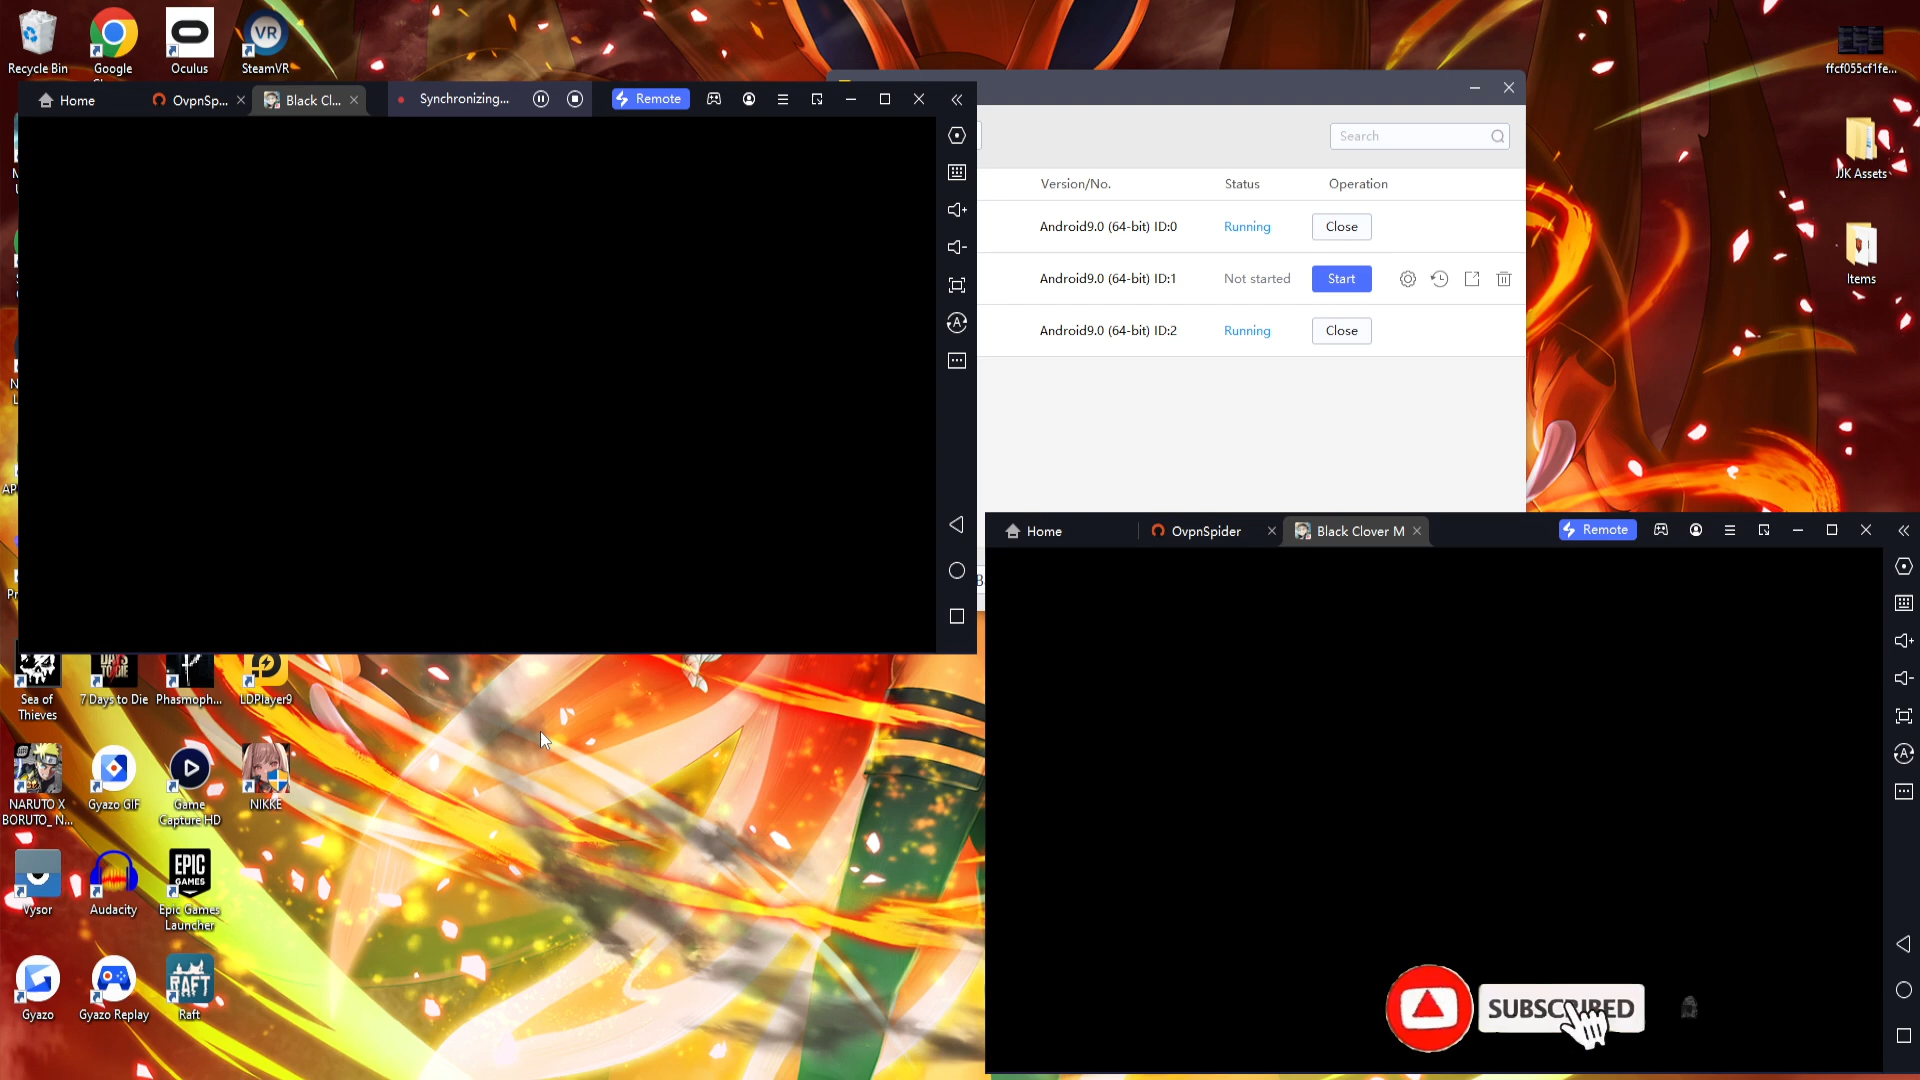 Recycle Bin
Google
Oculus
SteamVR
ffcf055cf1fe...
Home
OvpnSp...
Black Cl...
Synchronizing...
Remote
Search
Version/No.
Status
Operation
Android9.0 (64-bit) ID:0
Running
Close
Android9.0 (64-bit) ID:1
Not started
Start
Android9.0 (64-bit) ID:2
Running
Close
JJK Assets
Items
Home
OvpnSpider
Black Clover M
Remote
Sea of
Thieves
7 Days to Die
Phasmoph...
LDPlayer9
NARUTO X
BORUTO_ N...
Gyazo GIF
Game
Capture HD
NIKKE
Vysor
Audacity
EPIC
GAMES
Epic Games
Launcher
Gyazo
Gyazo Replay
RAFT
Raft
SUBSCRIBED